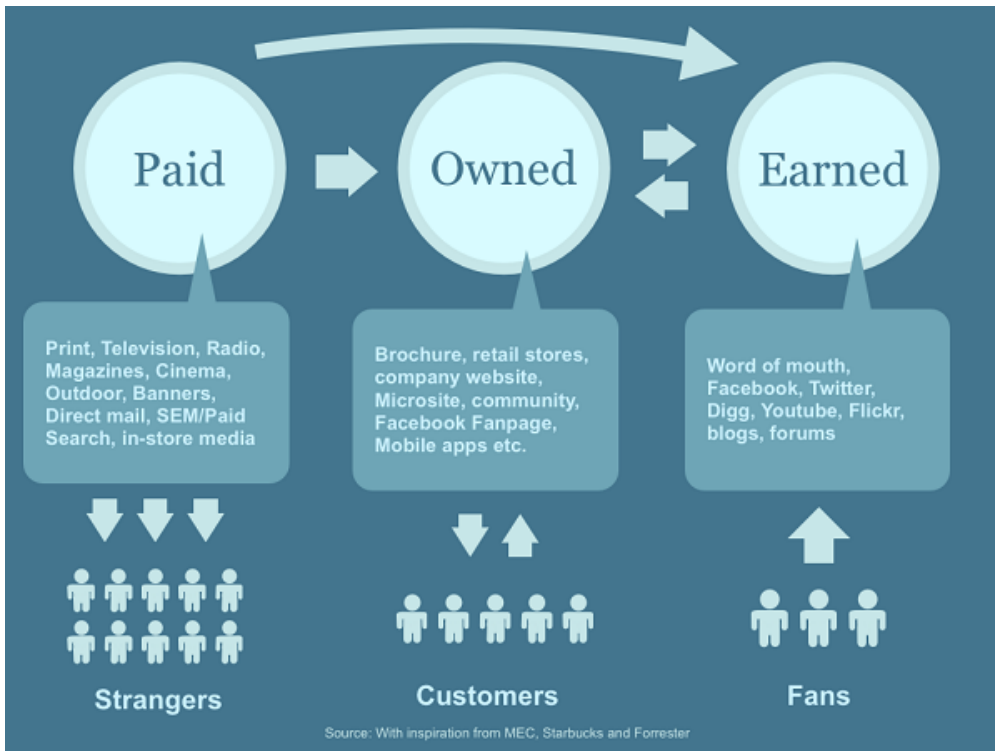 Paid
Owned
Earned
Print, Television, Radio,
Magazines, Cinema,
Outdoor, Banners,
Direct mail, SEM/Paid
Search, in-store media
Brochure, retail stores,
company website,
Microsite, community,
Facebook Fanpage,
Mobile apps etc.
Word of mouth,
Facebook, Twitter,
Digg, Youtube, Flickr,
blogs, forums
Strangers
Customers
Fans
Source: With inspiration from MEC, Starbucks and Forrester